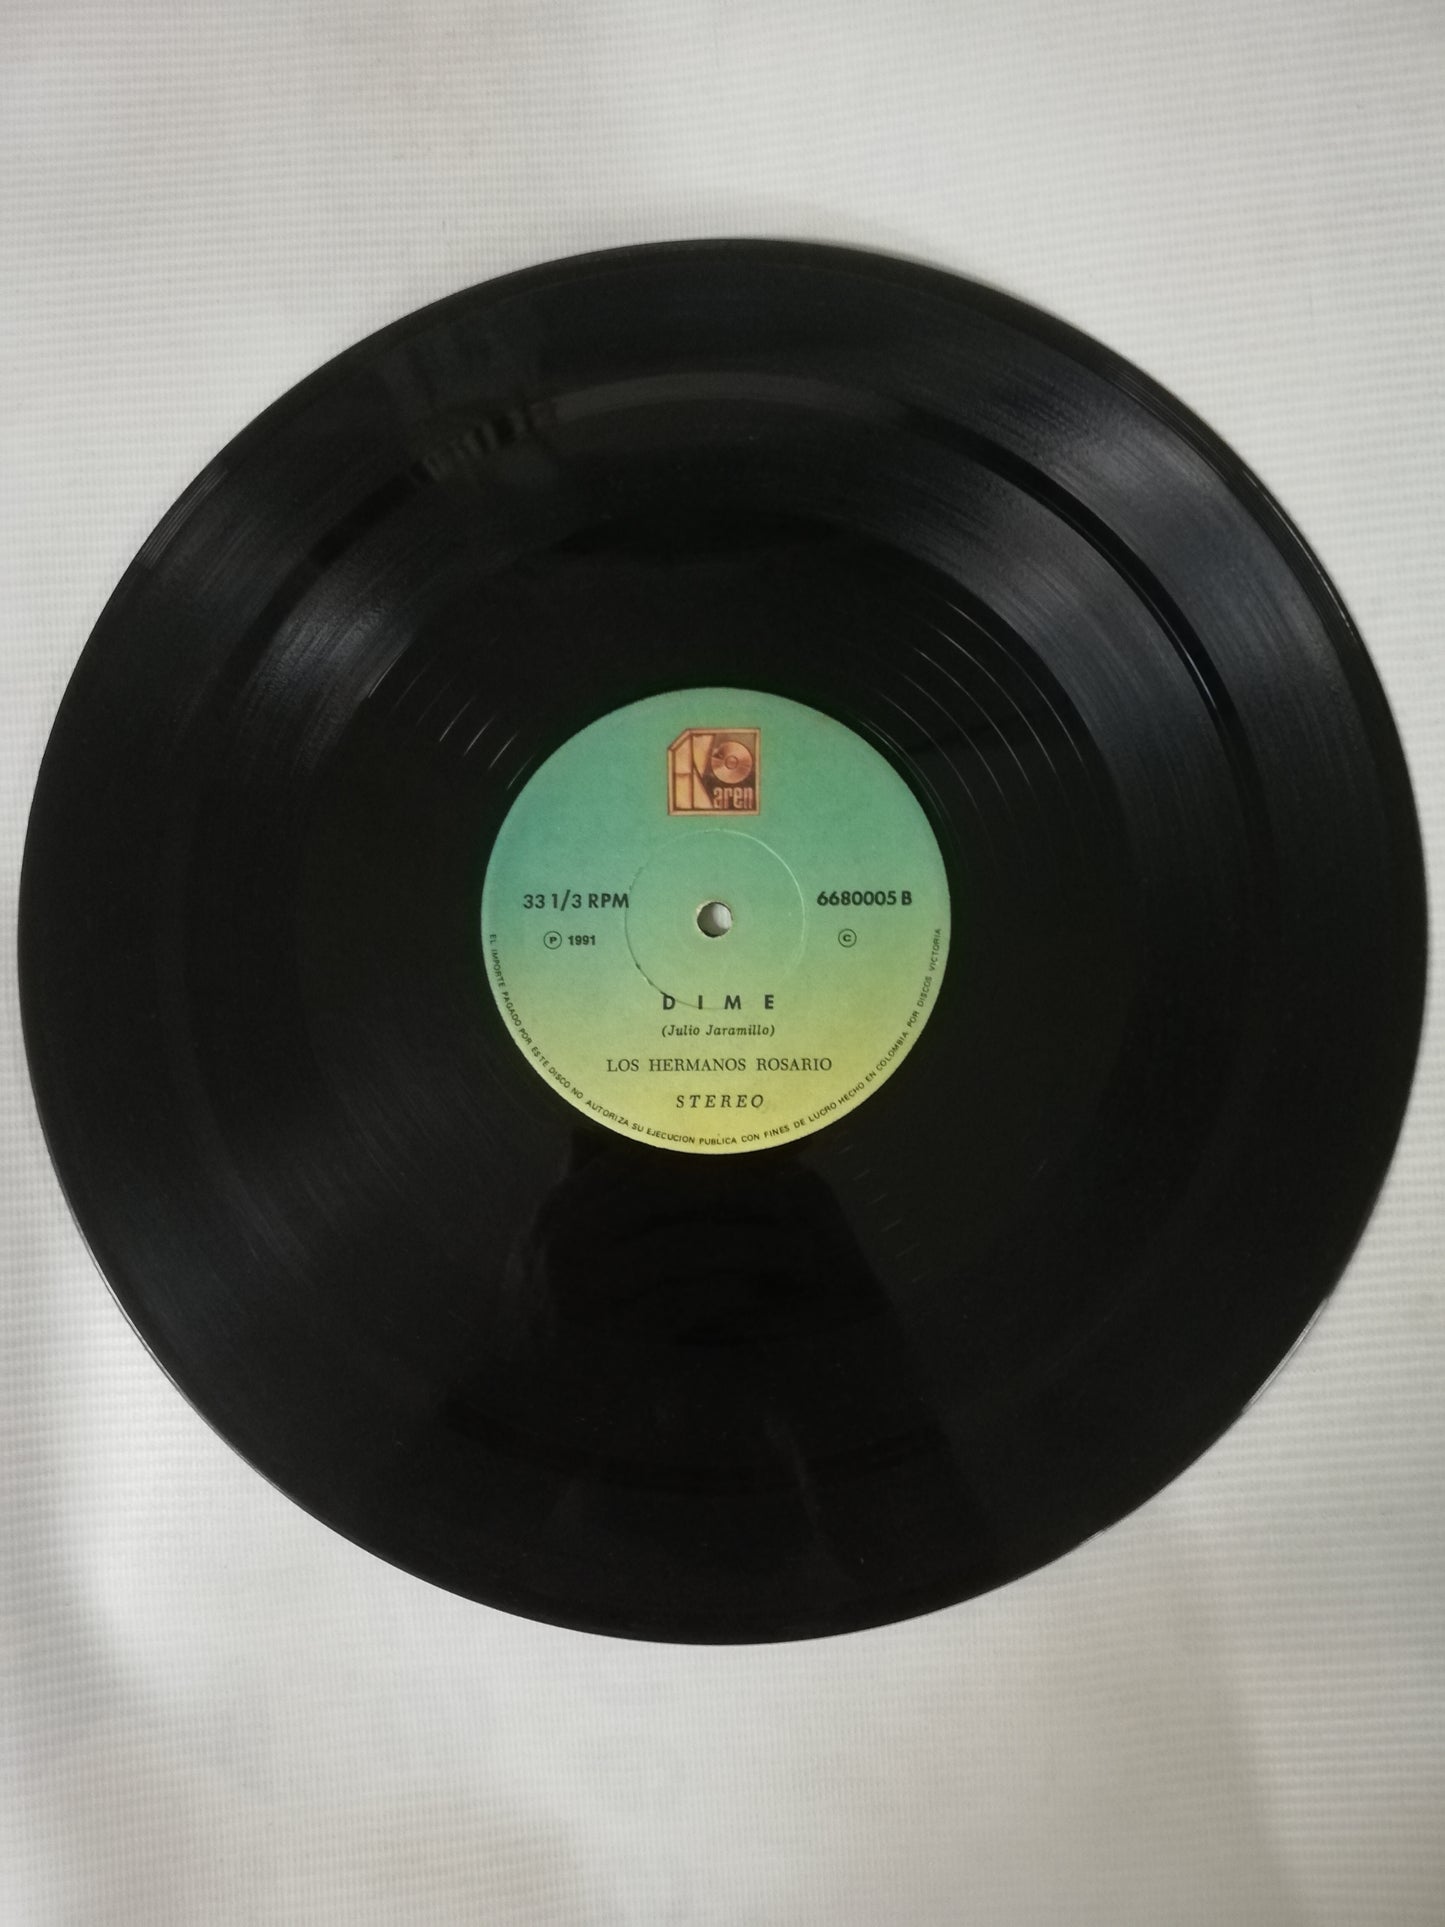 Karen
33 1/3 RPM
6680005 B
℗ 1991
©
DIME
(Julio Jaramillo)
LOS HERMANOS ROSARIO
STEREO
EL IMPORTE PAGADO POR ESTE DISCO NO AUTORIZA SU EJECUCION PUBLICA CON FINES DE LUCRO HECHO EN COLOMBIA POR DISCOS VICTORIA